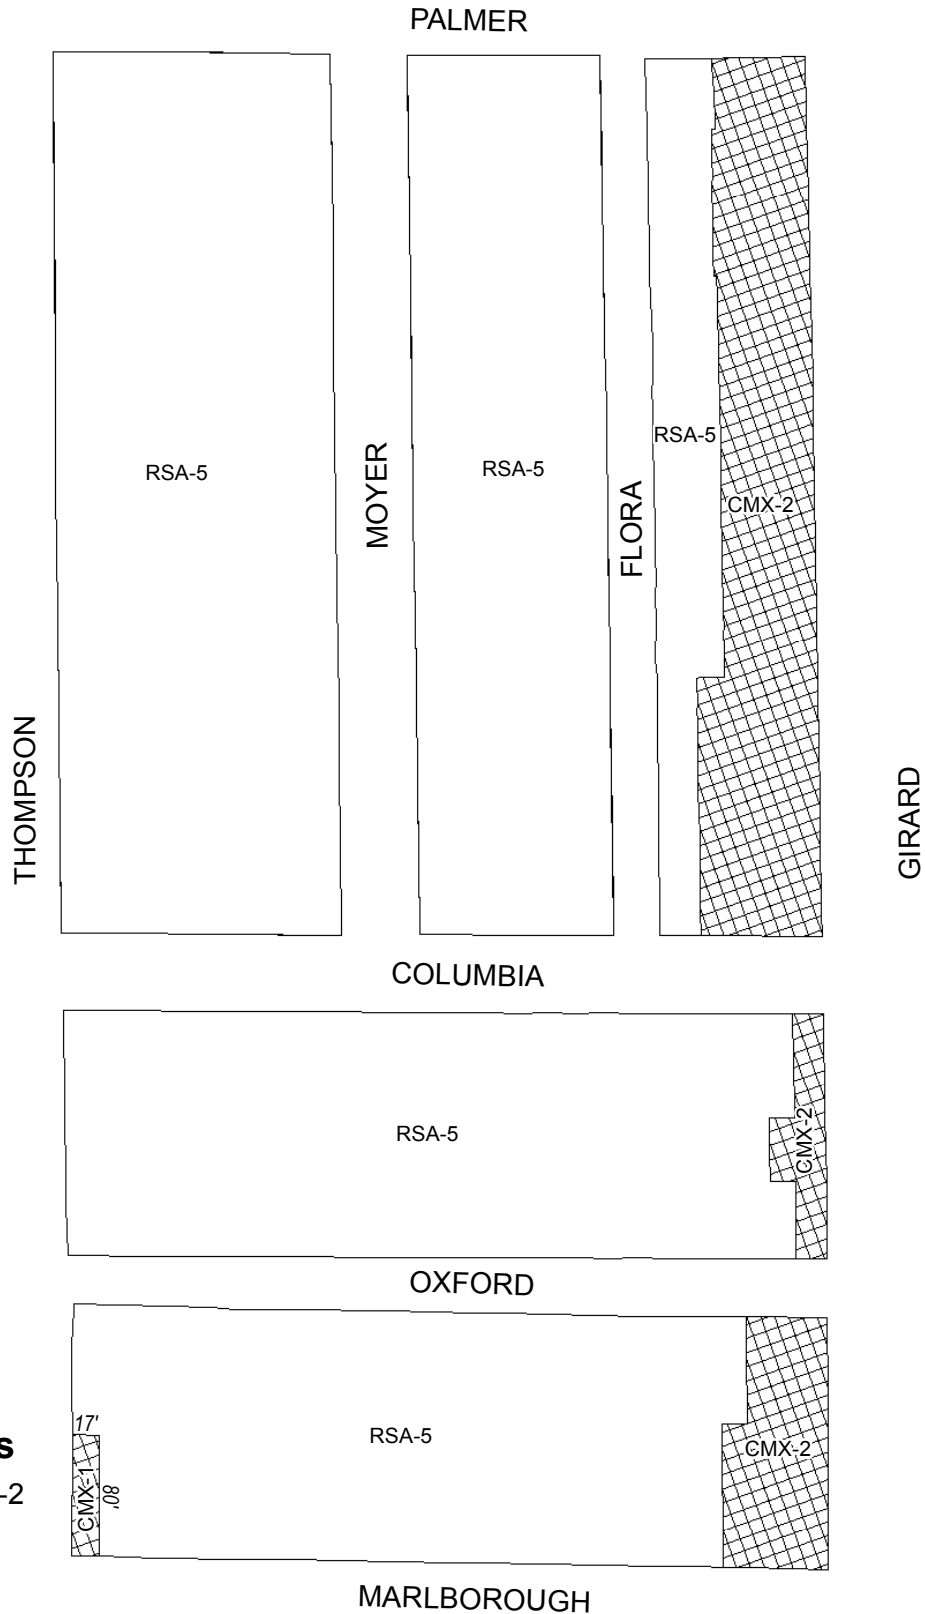 PALMER
RSA-5
MOYER
RSA-5
FLORA
RSA-5
CMX-2
THOMPSON
GIRARD
COLUMBIA
RSA-5
CMX-2
OXFORD
17'
RSA-5
CMX-2
s
-2
CMX-1
80'
MARLBOROUGH